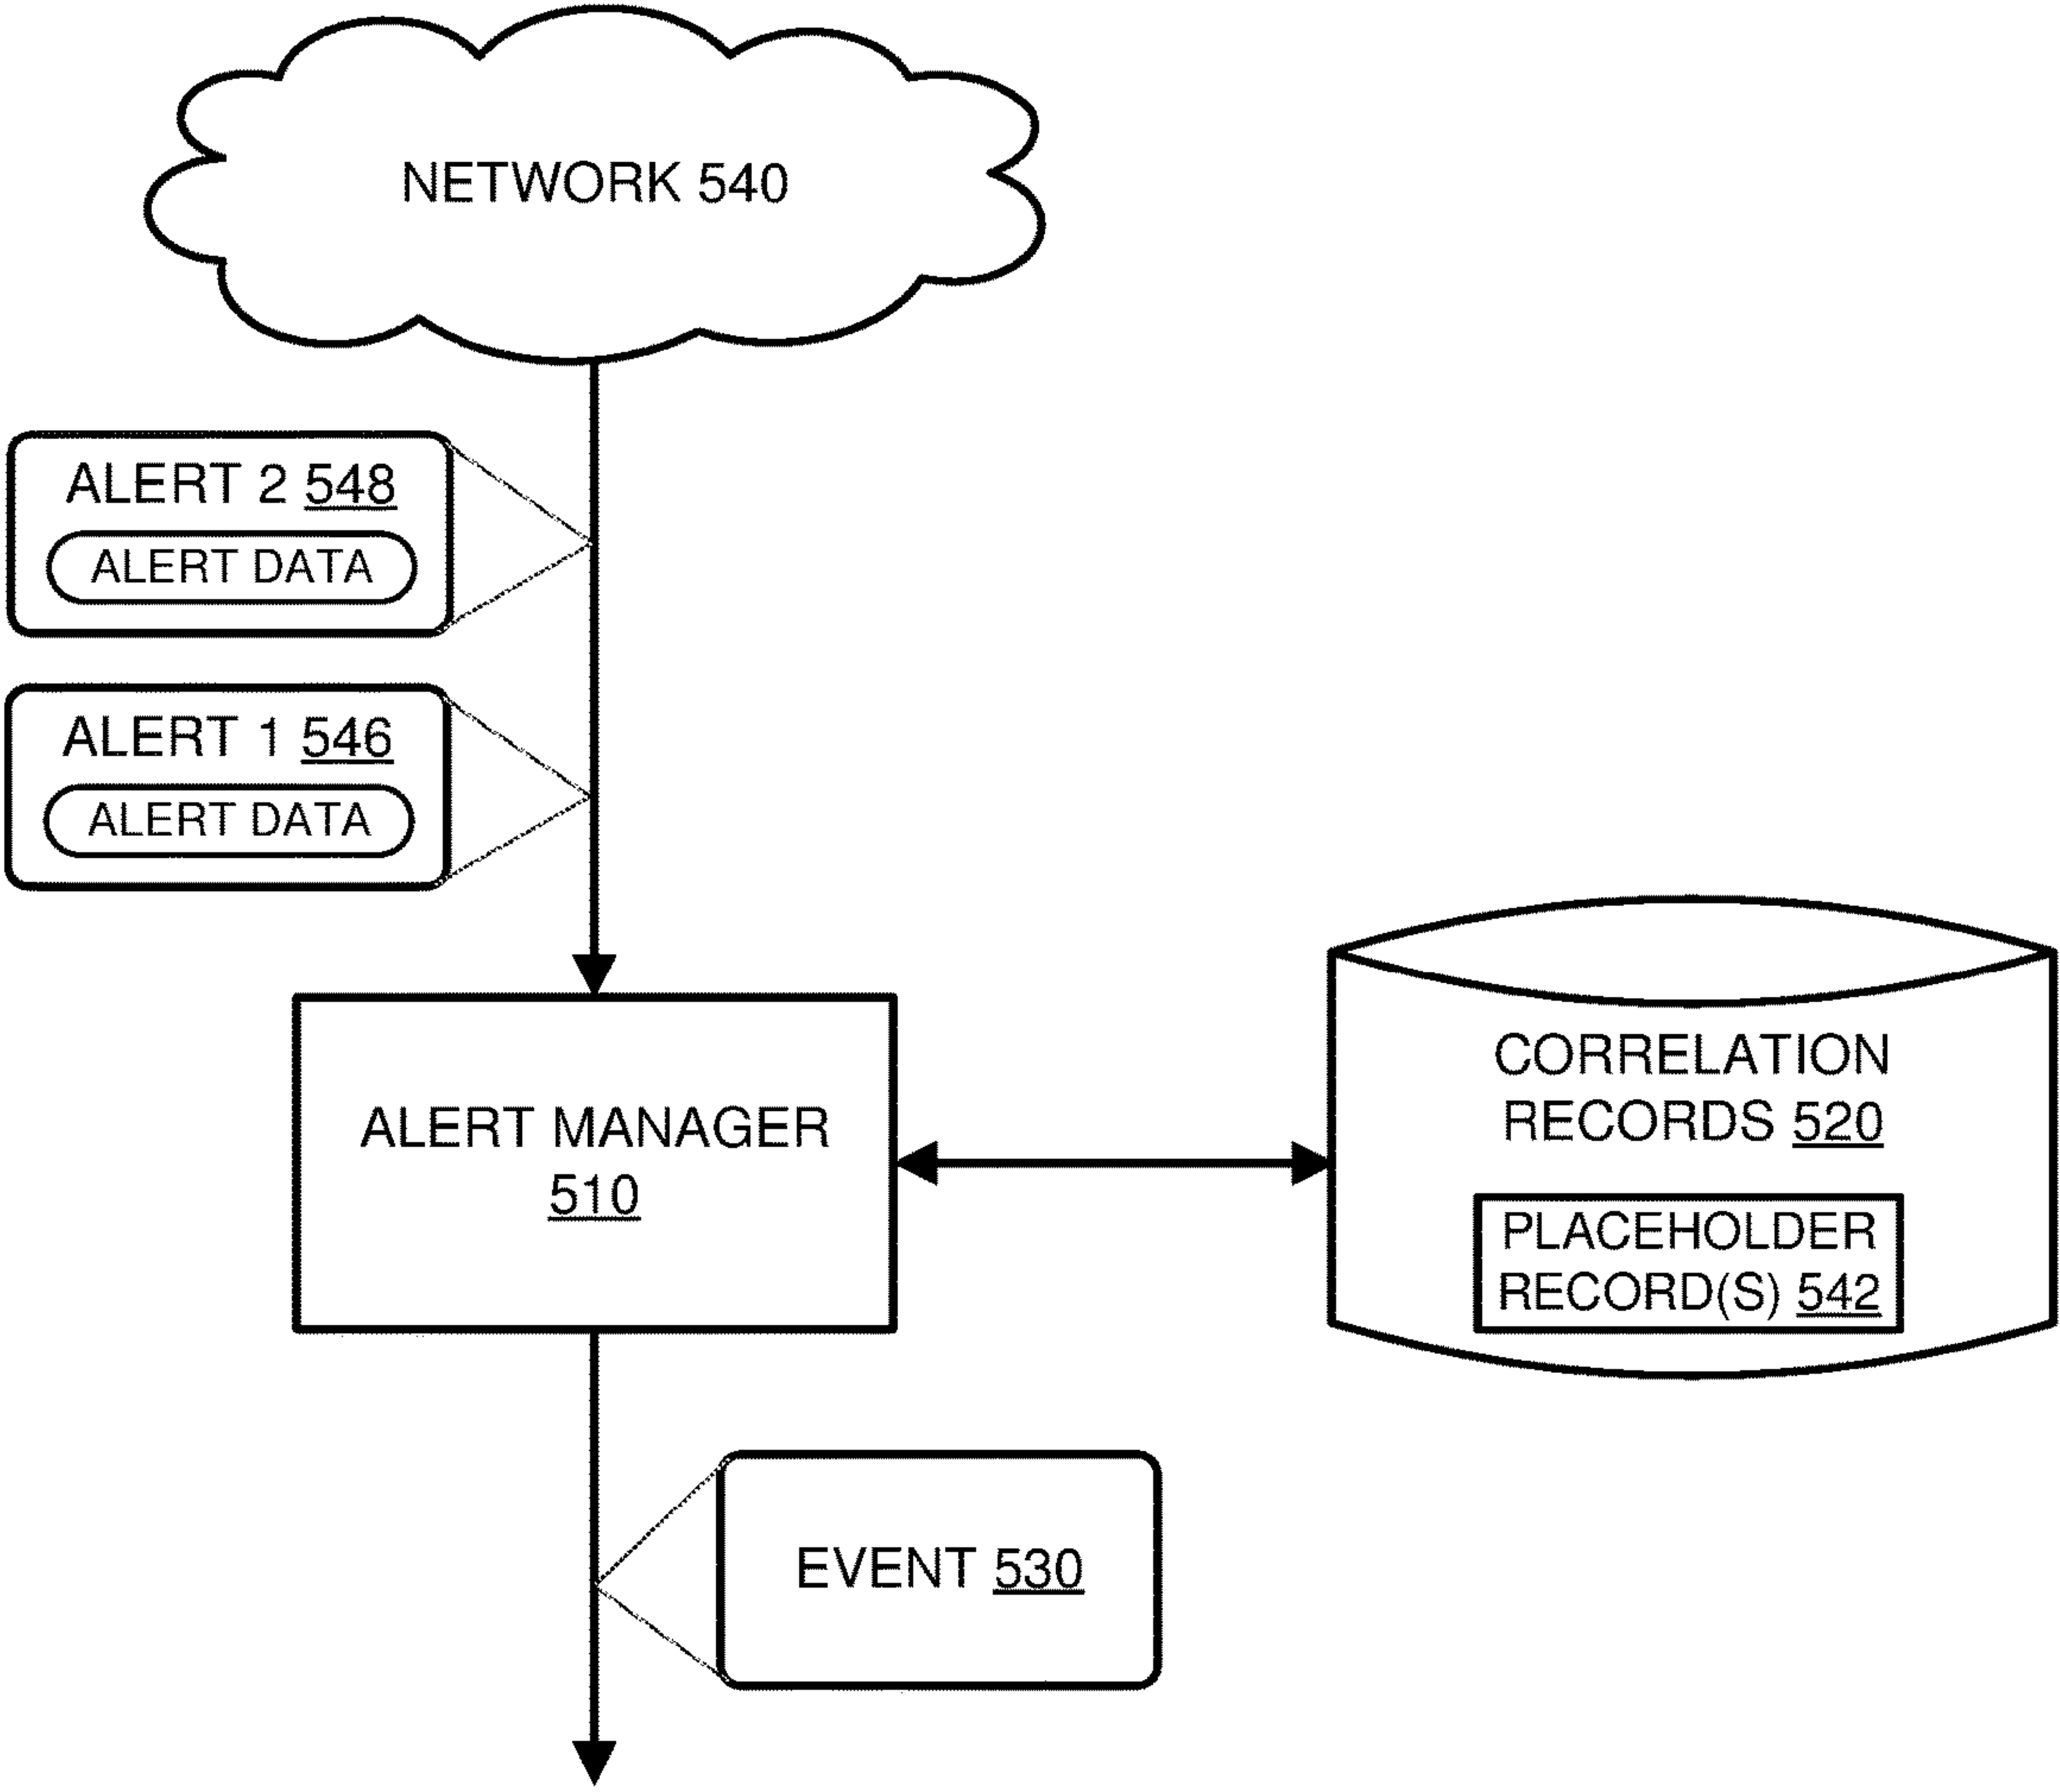 NETWORK 540
ALERT 2 548
ALERT DATA
ALERT 1 546
ALERT DATA
ALERT MANAGER
510
CORRELATION
RECORDS 520
PLACEHOLDER
RECORD(S) 542
EVENT 530